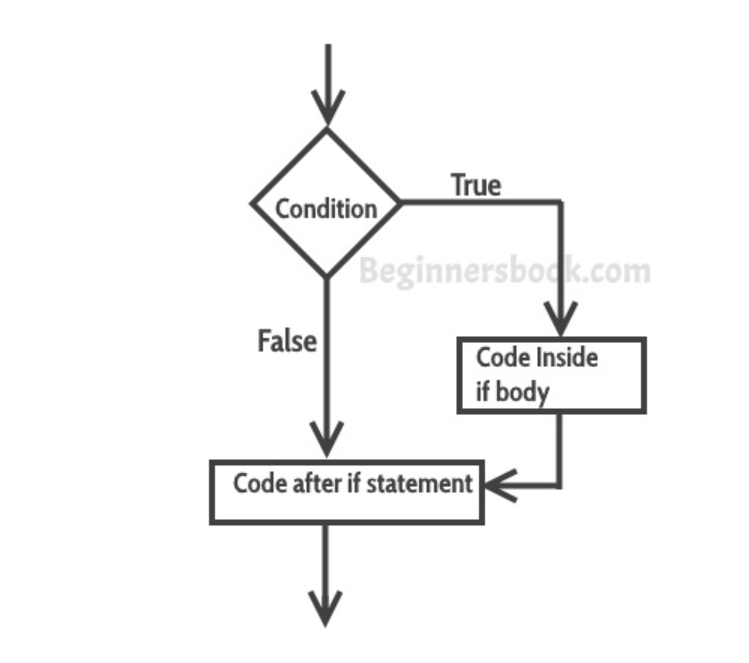 True
Condition
Beginnersbook.com
False
Code Inside
if body
Code after if statement